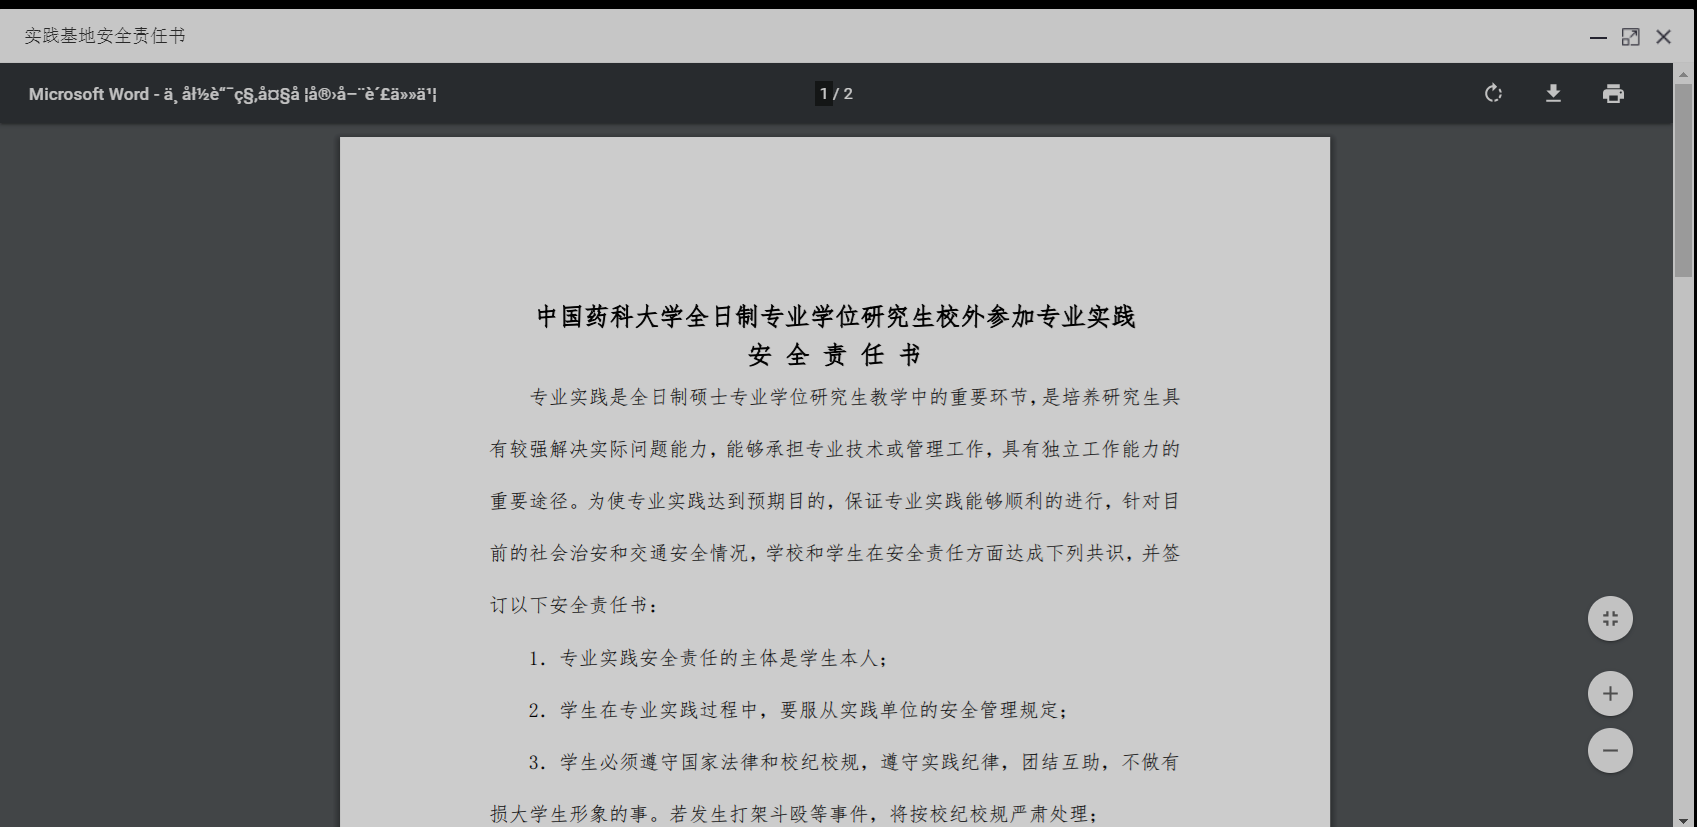 实践基地安全责任书
Microsoft Word - ä¸­å›½è¯ç§‘大å­¦å®‰å…¨è´£ä»»ä¹¦
1 / 2
中国药科大学全日制专业学位研究生校外参加专业实践
安 全 责 任 书
专业实践是全日制硕士专业学位研究生教学中的重要环节，是培养研究生具
有较强解决实际问题能力，能够承担专业技术或管理工作，具有独立工作能力的
重要途径。为使专业实践达到预期目的，保证专业实践能够顺利的进行，针对目
前的社会治安和交通安全情况，学校和学生在安全责任方面达成下列共识，并签
订以下安全责任书：
1．专业实践安全责任的主体是学生本人；
2．学生在专业实践过程中，要服从实践单位的安全管理规定；
3．学生必须遵守国家法律和校纪校规，遵守实践纪律，团结互助，不做有
损大学生形象的事。若发生打架斗殴等事件，将按校纪校规严肃处理；